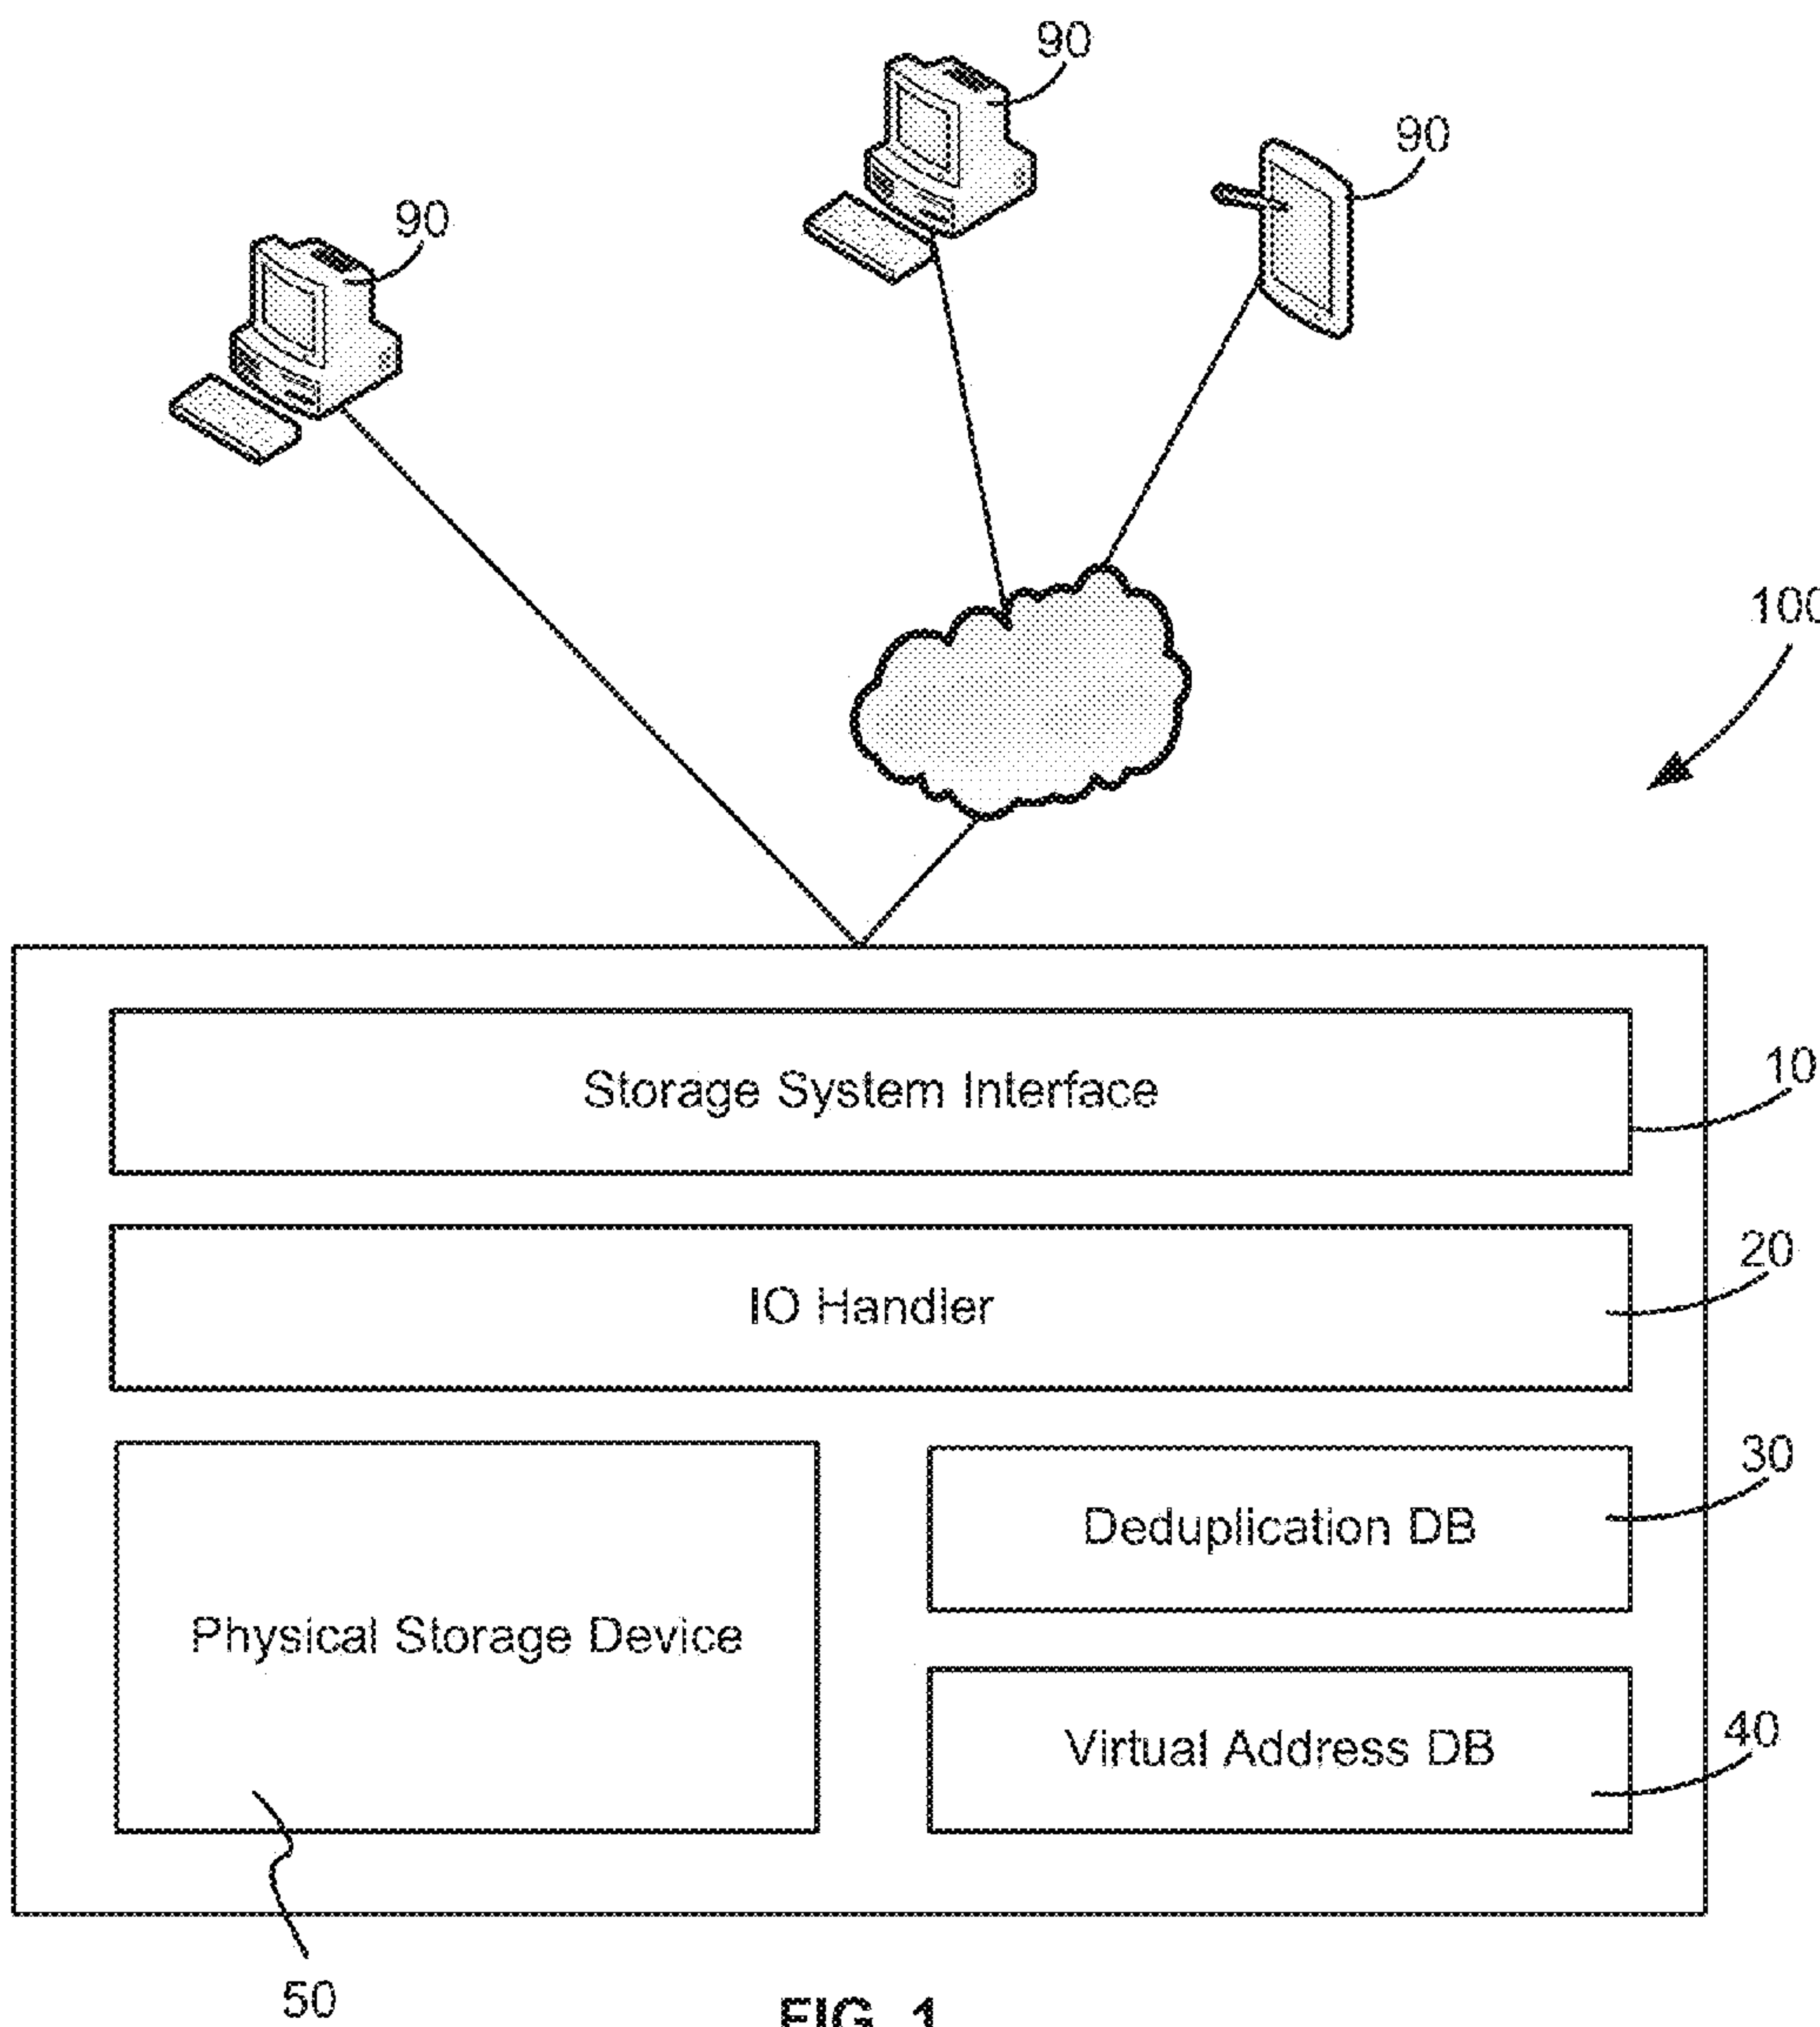 90
90
90
100
Storage System Interface
10
IO Handler
20
Deduplication DB
30
Physical Storage Device
Virtual Address DB
40
50
FIG. 1